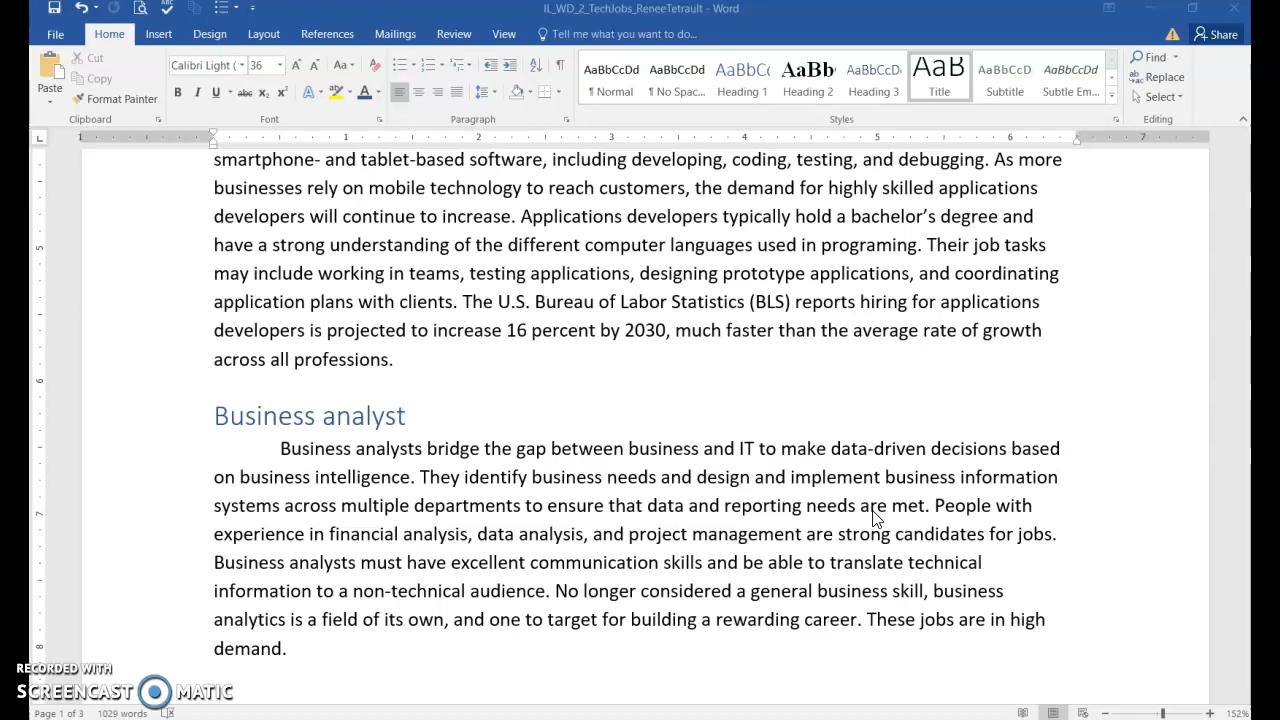 IL_WD_2_TechJobs_ReneeTetrault - Word
File Home Insert Design Layout References Mailings Review View Tell me what you want to do... Share
Paste
Cut
Copy
Format Painter
Clipboard
Calibri Light ( 36
Font
Paragraph
AaBbCcDd AaBbCcDd AaBbCc AaBb AaBbCcD AaB AaBbCcD AaBbCcDd
¶ Normal ¶ No Spac... Heading 1 Heading 2 Heading 3 Title Subtitle Subtle Em...
Styles
Find
Replace
Select
Editing
1 1 2 3 4 5 6 7
smartphone- and tablet-based software, including developing, coding, testing, and debugging. As more
businesses rely on mobile technology to reach customers, the demand for highly skilled applications
developers will continue to increase. Applications developers typically hold a bachelor’s degree and
have a strong understanding of the different computer languages used in programing. Their job tasks
may include working in teams, testing applications, designing prototype applications, and coordinating
application plans with clients. The U.S. Bureau of Labor Statistics (BLS) reports hiring for applications
developers is projected to increase 16 percent by 2030, much faster than the average rate of growth
across all professions.
Business analyst
Business analysts bridge the gap between business and IT to make data-driven decisions based
on business intelligence. They identify business needs and design and implement business information
systems across multiple departments to ensure that data and reporting needs are met. People with
experience in financial analysis, data analysis, and project management are strong candidates for jobs.
Business analysts must have excellent communication skills and be able to translate technical
information to a non-technical audience. No longer considered a general business skill, business
analytics is a field of its own, and one to target for building a rewarding career. These jobs are in high
demand.
5
6
7
8
RECORDED WITH
SCREENCAST MATIC
Page 1 of 3 1029 words 152%